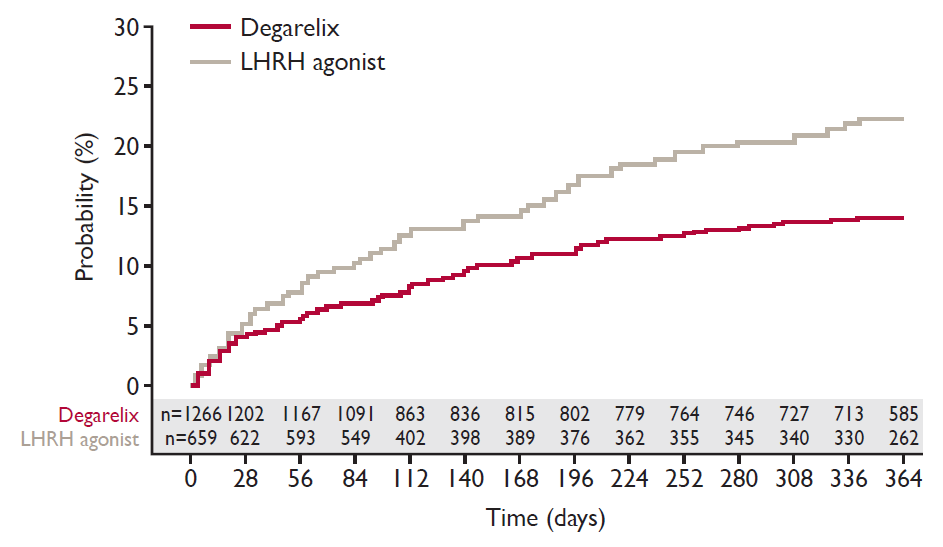 30
Degarelix
LHRH agonist
25
20
15
10
5
0
Probability (%)
Degarelix n=1266 1202 1167 1091 863 836 815 802 779 764 746 727 713 585
LHRH agonist n=659 622 593 549 402 398 389 376 362 355 345 340 330 262
0 28 56 84 112 140 168 196 224 252 280 308 336 364
Time (days)